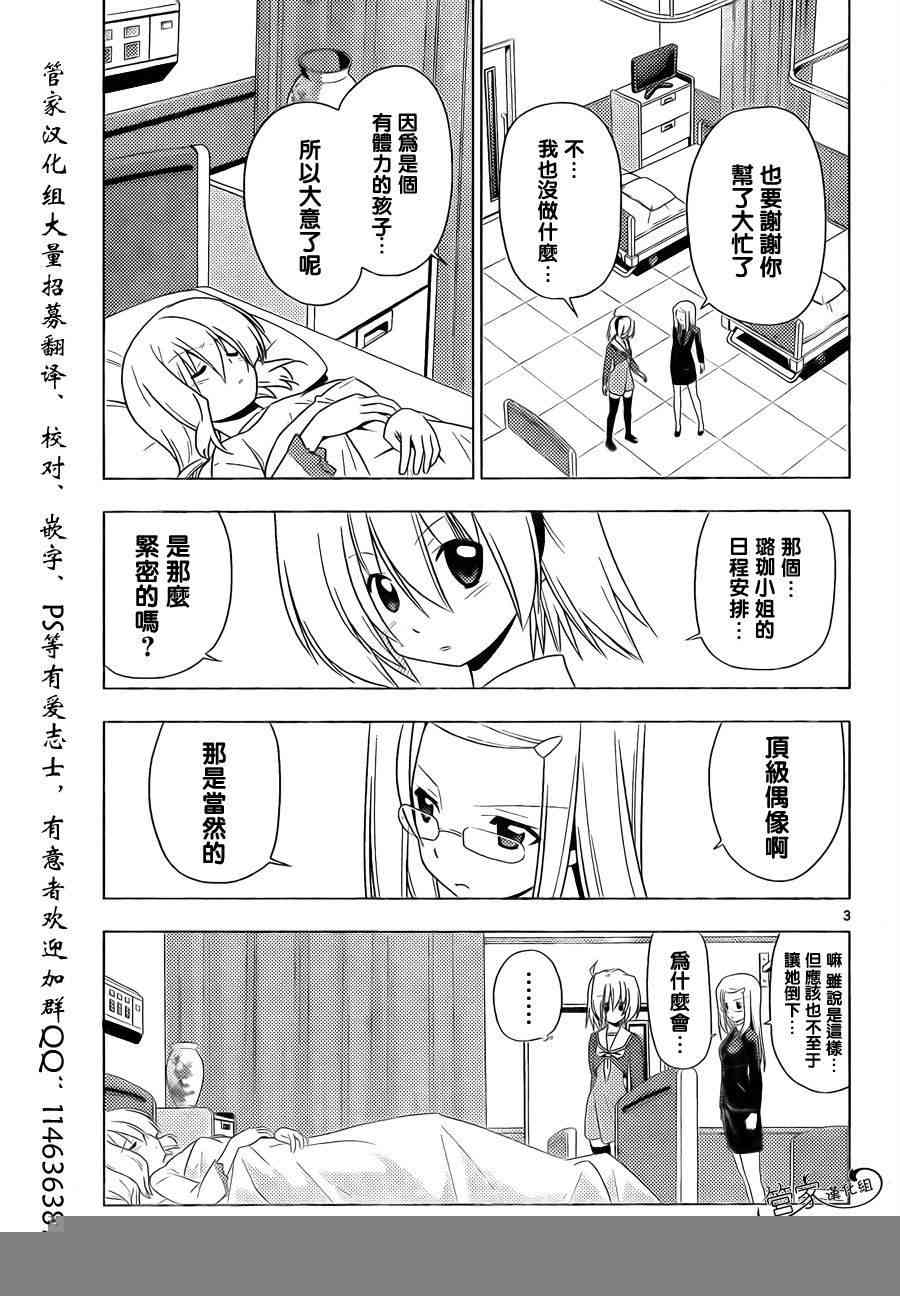 也要謝謝你
幫了大忙了
不…
我也沒做什麼…
因為是個
有體力的孩子…
所以大意了呢
那個…
璐珈小姐的
日程安排…
是那麼
緊密的嗎?
頂級偶像啊
那是當然的
3
嘛 雖說是這樣…
但應該也不至于
讓她倒下…
為什麼會…
……
管家汉化组大量招募翻译、校对、嵌字、PS等有爱志士，有意者欢迎加群QQ：11463638
管家
漢化組